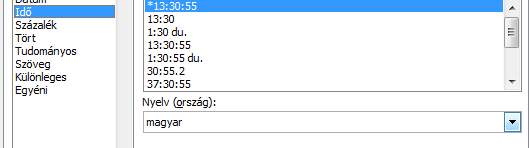 Idő
Százalék
Tört
Tudományos
Szöveg
Különleges
Egyéni
*13:30:55
13:30
1:30 du.
13:30:55
1:30:55 du.
30:55.2
37:30:55
Nyelv (ország):
magyar